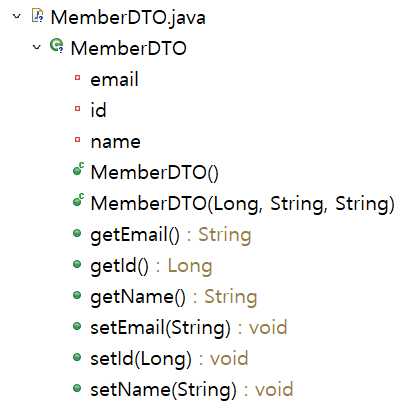 MemberDTO.java
MemberDTO
email
id
name
MemberDTO()
MemberDTO(Long, String, String)
getEmail() : String
getId() : Long
getName() : String
setEmail(String) : void
setId(Long) : void
setName(String) : void